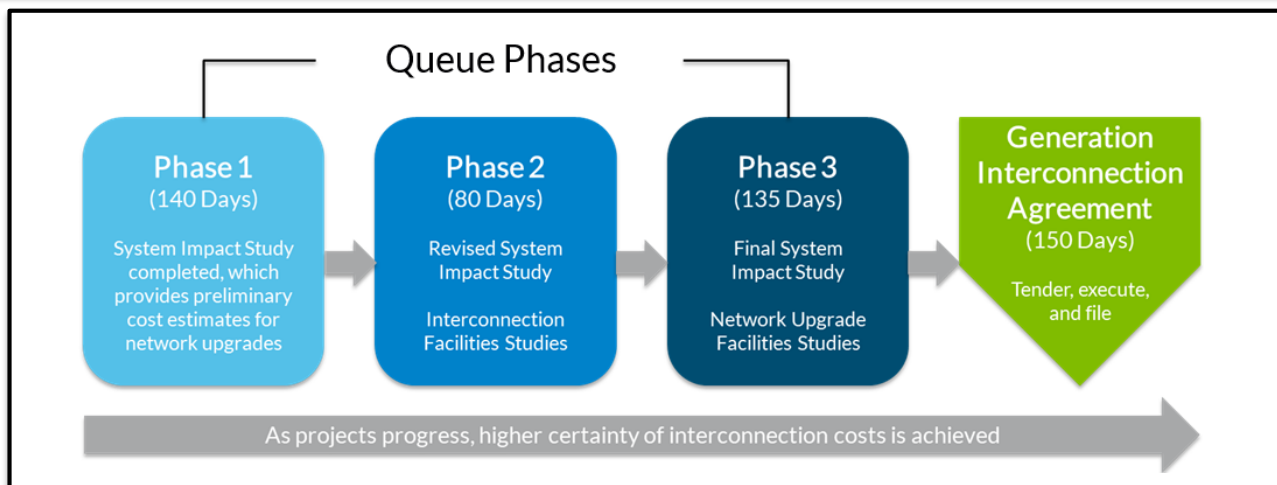 Queue Phases
Phase 1
(140 Days)
System Impact Study
completed, which
provides preliminary
cost estimates for
network upgrades
Phase 2
(80 Days)
Revised System
Impact Study
Interconnection
Facilities Studies
Phase 3
(135 Days)
Final System
Impact Study
Network Upgrade
Facilities Studies
Generation
Interconnection
Agreement
(150 Days)
Tender, execute,
and file
As projects progress, higher certainty of interconnection costs is achieved